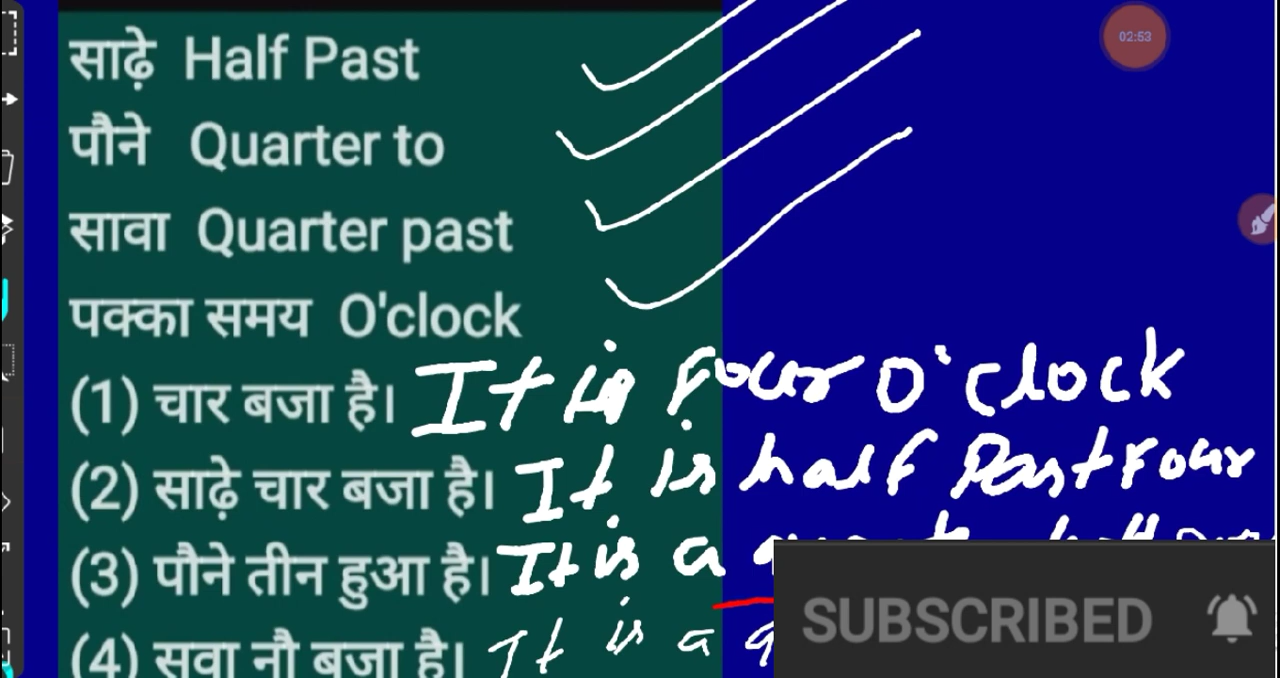 02:53
साढ़े Half Past
पौने Quarter to
सावा Quarter past
पक्का समय O'clock
(1) चार बजा है। It is Four O'clock
(2) साढ़े चार बजा है। It is half Past Four
(3) पौने तीन हुआ है। It is a
(4) सवा नौ बजा है। It is a
SUBSCRIBED